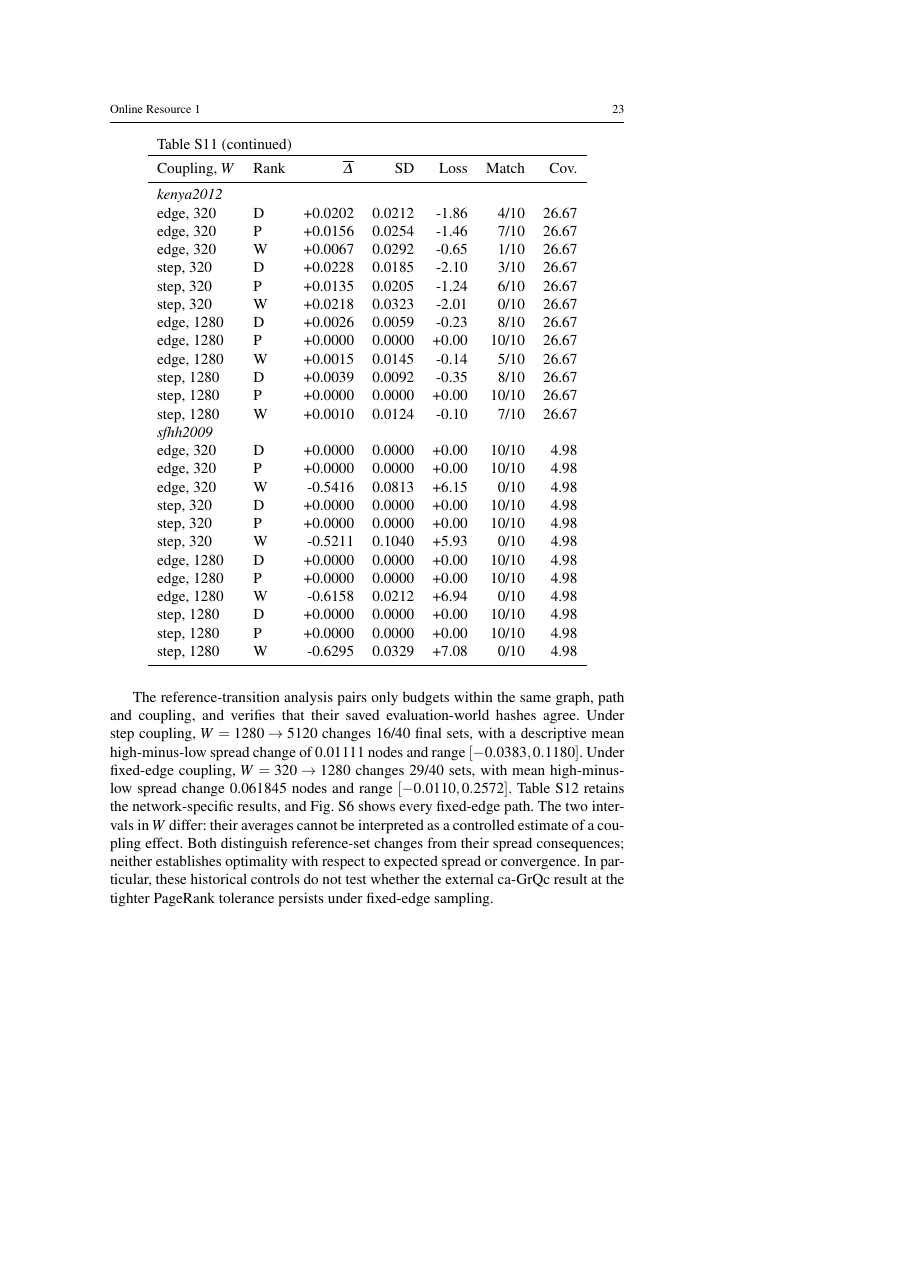 Online Resource 1 23
Table S11 (continued)
Coupling, W Rank Δ̅ SD Loss Match Cov.
kenya2012
edge, 320 D +0.0202 0.0212 -1.86 4/10 26.67
edge, 320 P +0.0156 0.0254 -1.46 7/10 26.67
edge, 320 W +0.0067 0.0292 -0.65 1/10 26.67
step, 320 D +0.0228 0.0185 -2.10 3/10 26.67
step, 320 P +0.0135 0.0205 -1.24 6/10 26.67
step, 320 W +0.0218 0.0323 -2.01 0/10 26.67
edge, 1280 D +0.0026 0.0059 -0.23 8/10 26.67
edge, 1280 P +0.0000 0.0000 +0.00 10/10 26.67
edge, 1280 W +0.0015 0.0145 -0.14 5/10 26.67
step, 1280 D +0.0039 0.0092 -0.35 8/10 26.67
step, 1280 P +0.0000 0.0000 +0.00 10/10 26.67
step, 1280 W +0.0010 0.0124 -0.10 7/10 26.67
sfhh2009
edge, 320 D +0.0000 0.0000 +0.00 10/10 4.98
edge, 320 P +0.0000 0.0000 +0.00 10/10 4.98
edge, 320 W -0.5416 0.0813 +6.15 0/10 4.98
step, 320 D +0.0000 0.0000 +0.00 10/10 4.98
step, 320 P +0.0000 0.0000 +0.00 10/10 4.98
step, 320 W -0.5211 0.1040 +5.93 0/10 4.98
edge, 1280 D +0.0000 0.0000 +0.00 10/10 4.98
edge, 1280 P +0.0000 0.0000 +0.00 10/10 4.98
edge, 1280 W -0.6158 0.0212 +6.94 0/10 4.98
step, 1280 D +0.0000 0.0000 +0.00 10/10 4.98
step, 1280 P +0.0000 0.0000 +0.00 10/10 4.98
step, 1280 W -0.6295 0.0329 +7.08 0/10 4.98
The reference-transition analysis pairs only budgets within the same graph, path
and coupling, and verifies that their saved evaluation-world hashes agree. Under
step coupling, W = 1280 → 5120 changes 16/40 final sets, with a descriptive mean
high-minus-low spread change of 0.01111 nodes and range [−0.0383, 0.1180]. Under
fixed-edge coupling, W = 320 → 1280 changes 29/40 sets, with mean high-minus-
low spread change 0.061845 nodes and range [−0.0110, 0.2572]. Table S12 retains
the network-specific results, and Fig. S6 shows every fixed-edge path. The two inter-
vals in W differ: their averages cannot be interpreted as a controlled estimate of a cou-
pling effect. Both distinguish reference-set changes from their spread consequences;
neither establishes optimality with respect to expected spread or convergence. In par-
ticular, these historical controls do not test whether the external ca-GrQc result at the
tighter PageRank tolerance persists under fixed-edge sampling.